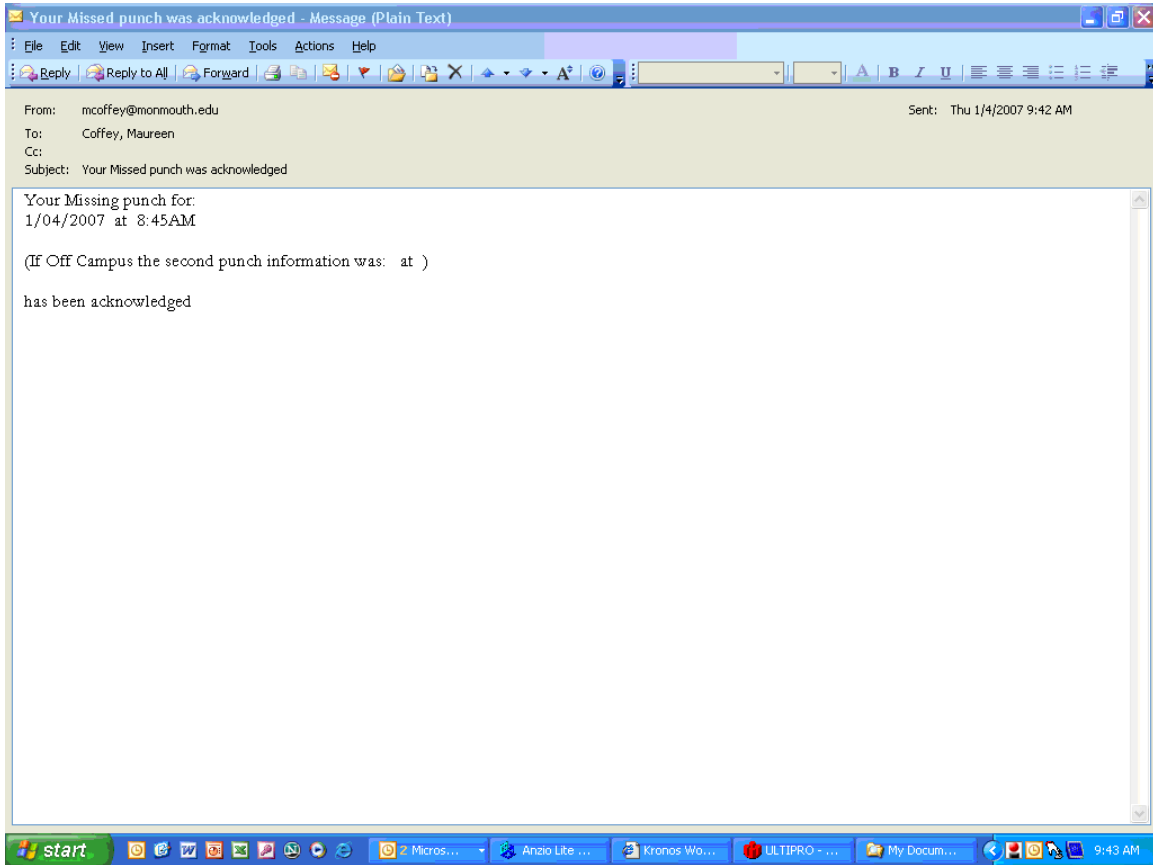 Your Missed punch was acknowledged - Message (Plain Text)
File Edit View Insert Format Tools Actions Help
Reply Reply to All Forward A B I U
From: mcoffey@monmouth.edu Sent: Thu 1/4/2007 9:42 AM
To: Coffey, Maureen
Cc:
Subject: Your Missed punch was acknowledged
Your Missing punch for:
1/04/2007 at 8:45AM
(If Off Campus the second punch information was: at )
has been acknowledged
start 2 Micros... Anzio Lite ... Kronos Wo... ULTIPRO - ... My Docum... 9:43 AM